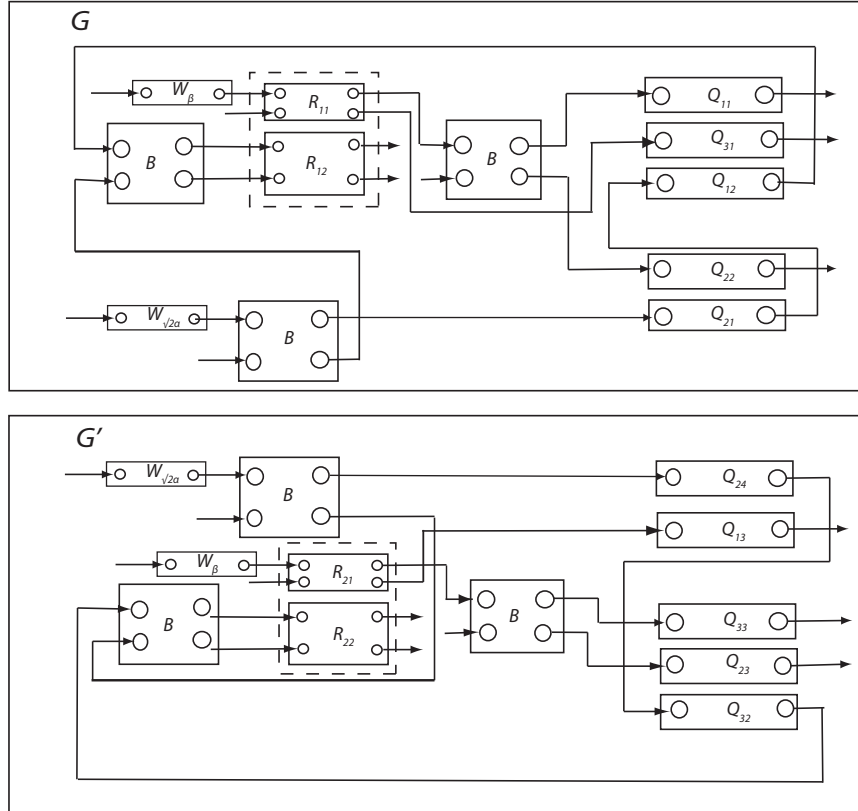 G
W_β
R_11
Q_11
B
B
Q_31
R_12
Q_12
Q_22
W_√2α
B
Q_21
G'
W_√2α
B
Q_24
Q_13
W_β
R_21
B
R_22
B
Q_33
Q_23
Q_32